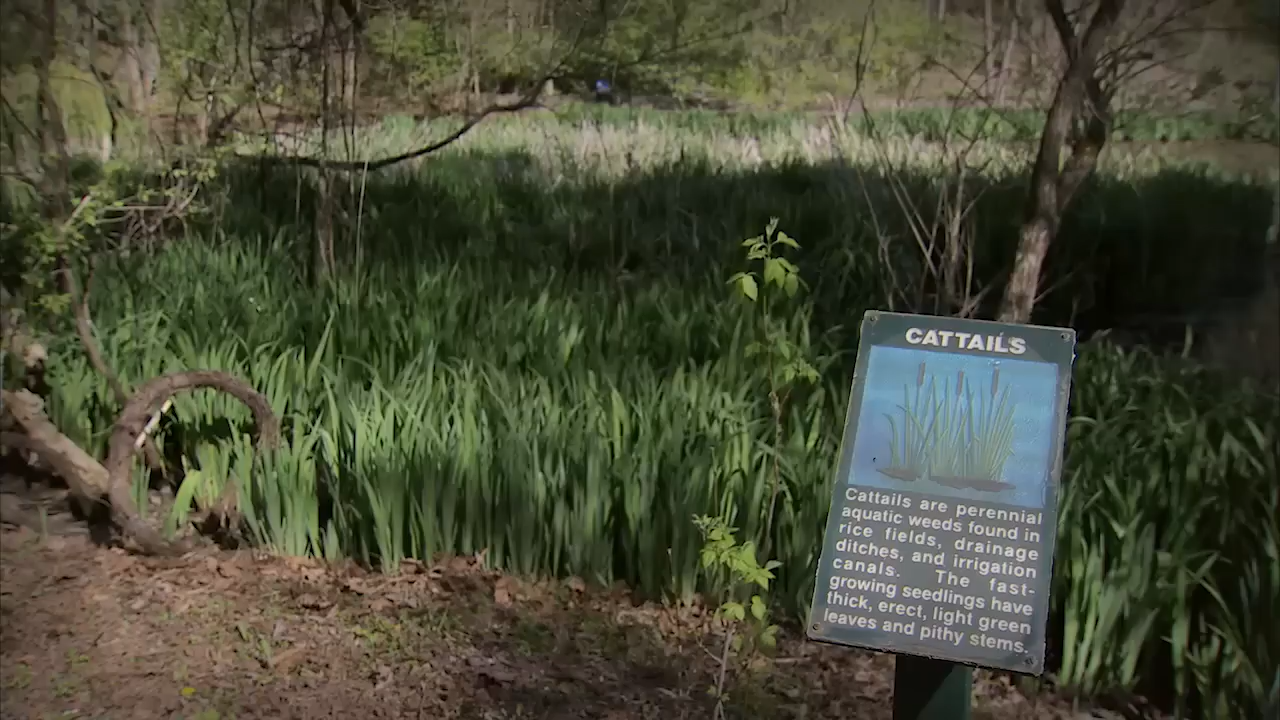 CATTAILS
Cattails are perennial
aquatic weeds found in
rice fields, drainage
ditches, and irrigation
canals. The fast-
growing seedlings have
thick, erect, light green
leaves and pithy stems.